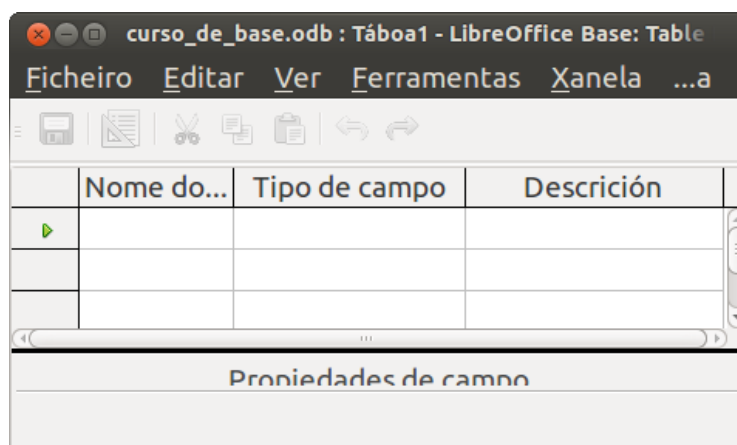 curso_de_base.odb : Táboa1 - LibreOffice Base: Table
Ficheiro Editar Ver Ferramentas Xanela ...a
Nome do... Tipo de campo Descrición
Propiedades de campo